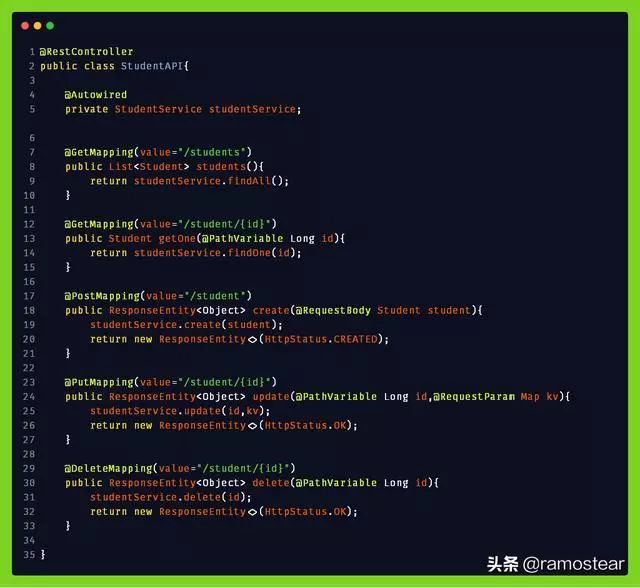 1 @RestController
2 public class StudentAPI{
3
4     @Autowired
5     private StudentService studentService;
6
7     @GetMapping(value="/students")
8     public List<Student> students(){
9         return studentService.findAll();
10     }
11
12     @GetMapping(value="/student/{id}")
13     public Student getOne(@PathVariable Long id){
14         return studentService.findOne(id);
15     }
16
17     @PostMapping(value="/student")
18     public ResponseEntity<Object> create(@RequestBody Student student){
19         studentService.create(student);
20         return new ResponseEntity<>(HttpStatus.CREATED);
21     }
22
23     @PutMapping(value="/student/{id}")
24     public ResponseEntity<Object> update(@PathVariable Long id,@RequestParam Map kv){
25         studentService.update(id,kv);
26         return new ResponseEntity<>(HttpStatus.OK);
27     }
28
29     @DeleteMapping(value="/student/{id}")
30     public ResponseEntity<Object> delete(@PathVariable Long id){
31         studentService.delete(id);
32         return new ResponseEntity<>(HttpStatus.OK);
33     }
34
35 }
头条 @ramostear